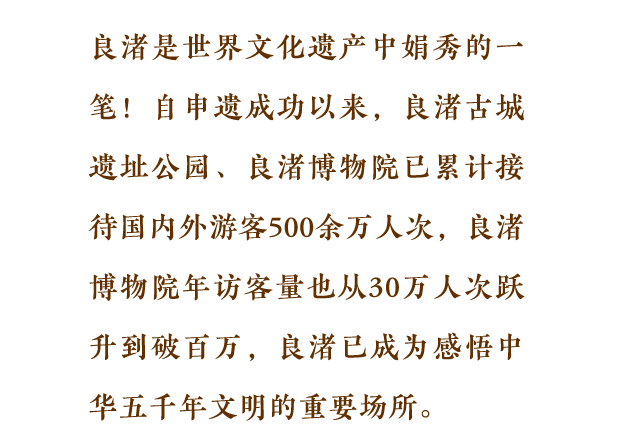 良渚是世界文化遗产中娟秀的一
笔！自申遗成功以来，良渚古城
遗址公园、良渚博物院已累计接
待国内外游客500余万人次，良渚
博物院年访客量也从30万人次跃
升到破百万，良渚已成为感悟中
华五千年文明的重要场所。